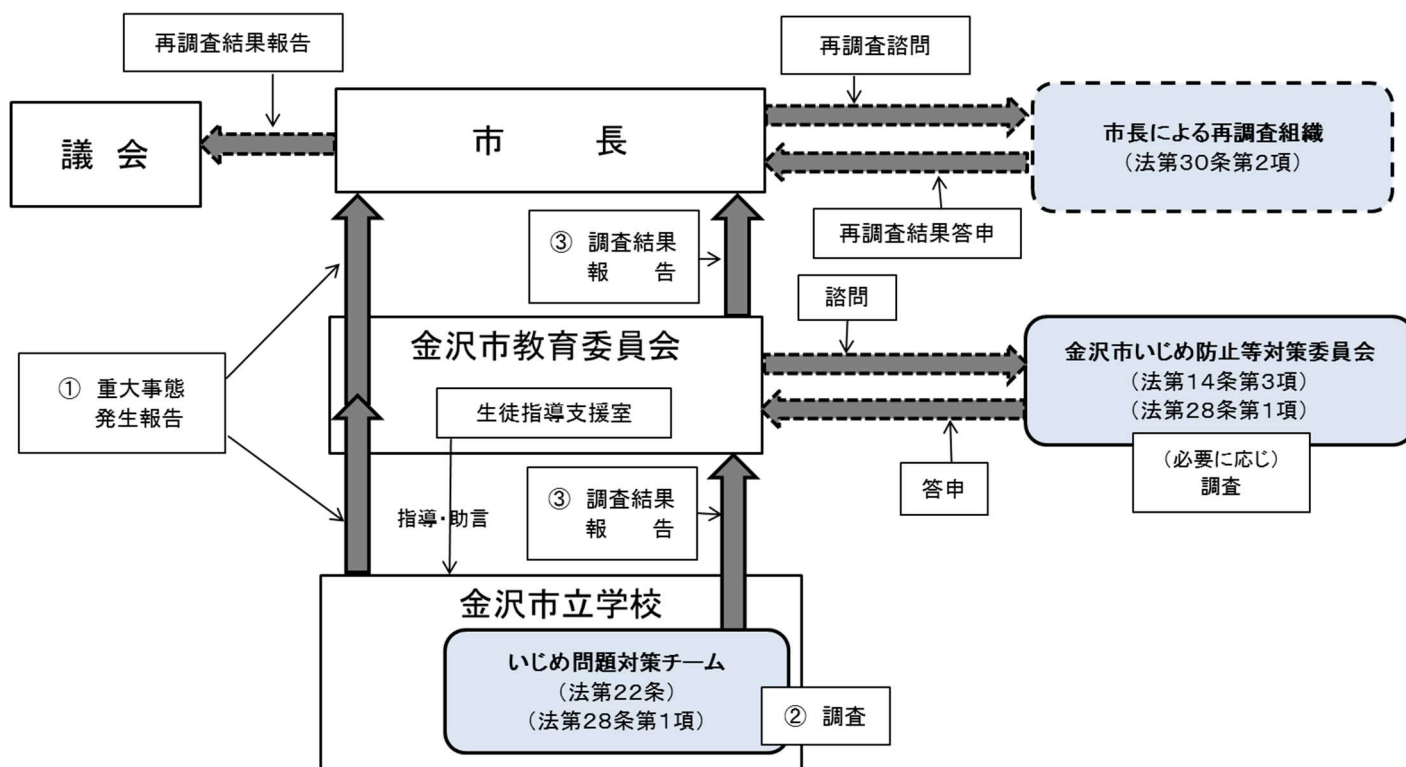 再調査結果報告
再調査諮問
議 会
市 長
市長による再調査組織
(法第30条第2項)
再調査結果答申
③ 調査結果
報 告
諮問
① 重大事態
発生報告
金沢市教育委員会
生徒指導支援室
金沢市いじめ防止等対策委員会
(法第14条第3項)
(法第28条第1項)
(必要に応じ)
調査
答申
指導・助言
③ 調査結果
報 告
金沢市立学校
いじめ問題対策チーム
(法第22条)
(法第28条第1項)
② 調査